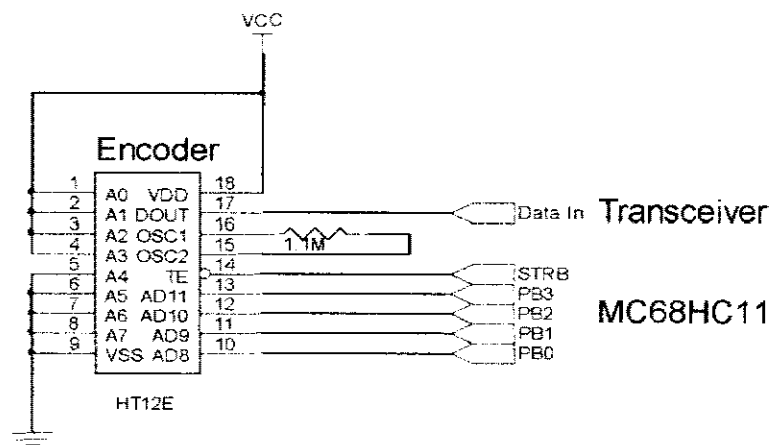 VCC
Encoder
1 A0 VDD 18
2 A1 DOUT 17 Data In Transceiver
3 A2 OSC1 16
1.1M
4 A3 OSC2 15
5 A4 TE 14 STRB
6 A5 AD11 13 PB3
7 A6 AD10 12 PB2 MC68HC11
8 A7 AD9 11 PB1
9 VSS AD8 10 PB0
HT12E